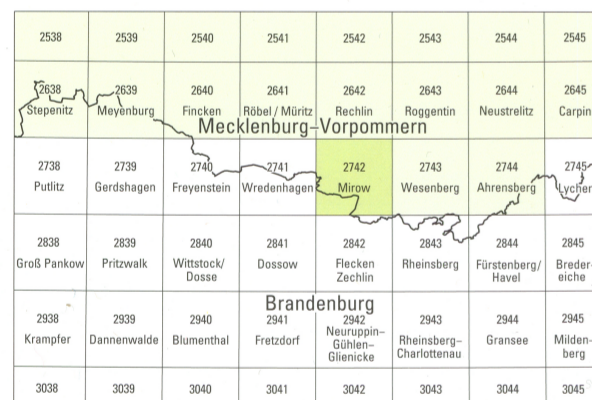 2538 2539 2540 2541 2542 2543 2544 2545
2638 2639 2640 2641 2642 2643 2644 2645
Stepenitz Meyenburg Fincken Röbel / Müritz Rechlin Roggentin Neustrelitz Carpin
Mecklenburg–Vorpommern
2738 2739 2740 2741 2742 2743 2744 2745
Putlitz Gerdshagen Freyenstein Wredenhagen Mirow Wesenberg Ahrensberg Lychen
2838 2839 2840 2841 2842 2843 2844 2845
Groß Pankow Pritzwalk Wittstock/ Dossow Flecken Rheinsberg Fürstenberg/ Breder-
Dosse Zechlin Havel eiche
Brandenburg
2938 2939 2940 2941 2942 2943 2944 2945
Krampfer Dannenwalde Blumenthal Fretzdorf Neuruppin– Rheinsberg– Gransee Milden-
Gühlen– Charlottenau berg
Glienicke
3038 3039 3040 3041 3042 3043 3044 3045